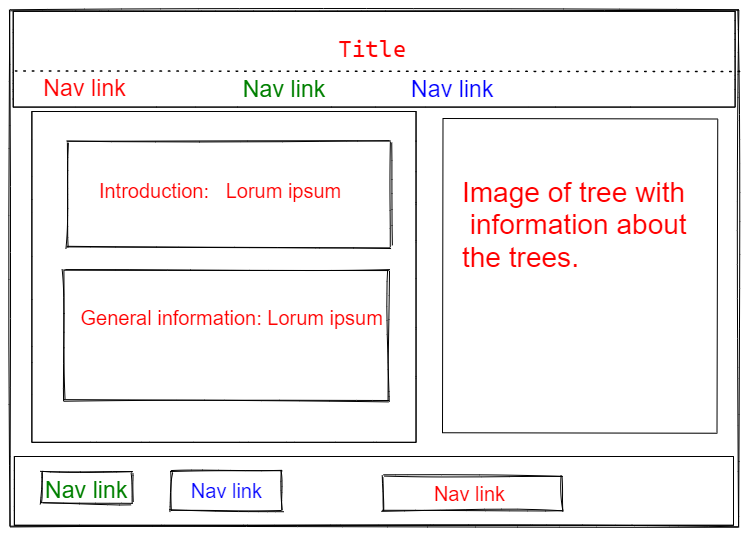 Title
Nav link Nav link Nav link
Introduction: Lorum ipsum
General information: Lorum ipsum
Image of tree with
information about
the trees.
Nav link Nav link Nav link